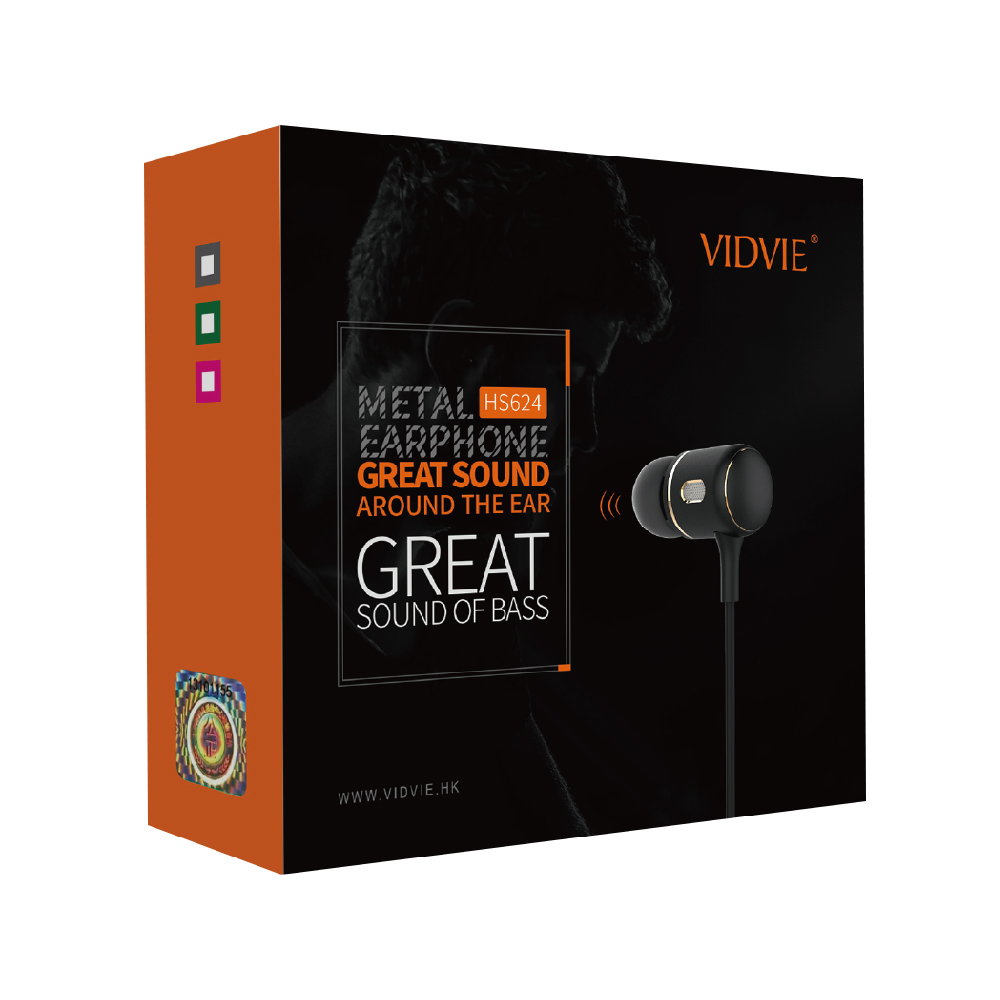 VIDVIE®
METAL HS624
EARPHONE
GREAT SOUND
AROUND THE EAR
GREAT
SOUND OF BASS
WWW.VIDVIE.HK